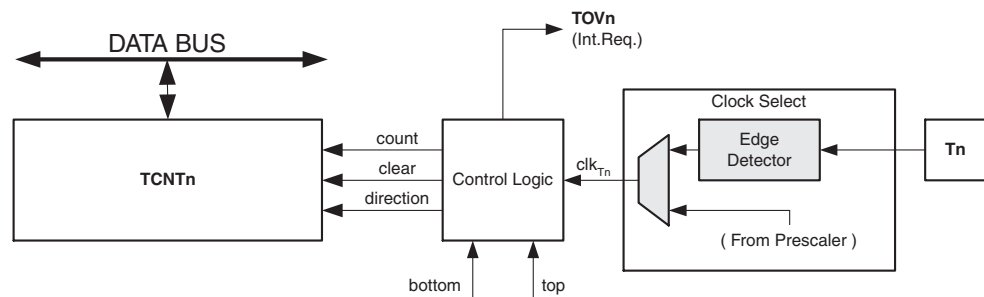 TOVn
(Int.Req.)
DATA BUS
Clock Select
count
Edge
Detector
Tn
TCNTn
clear
Control Logic
clkTn
direction
( From Prescaler )
bottom
top